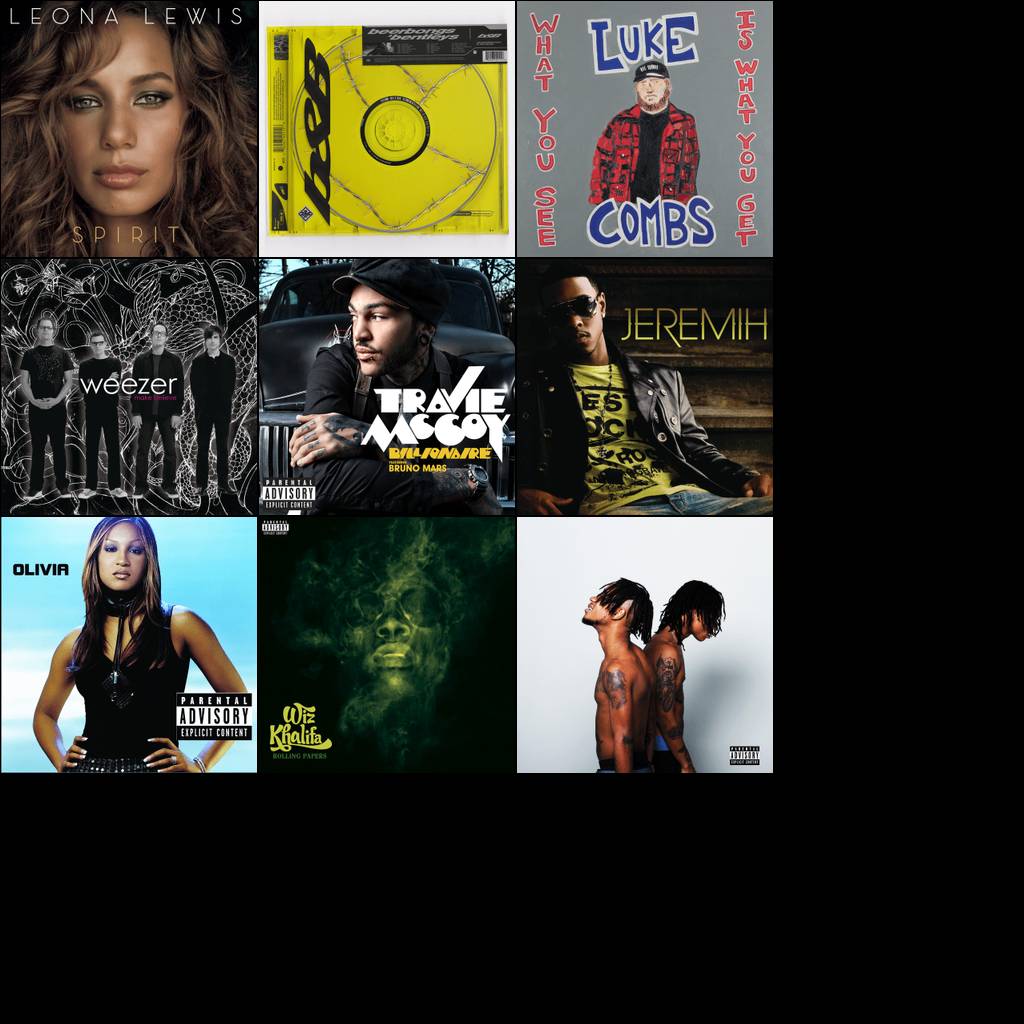 LEONA LEWIS
SPIRIT
beerbongs
bentleys
b&b
WHAT YOU SEE
LUKE
COMBS
IS WHAT YOU GET
weezer
make believe
TRAVIE
McCOY
BILLIONAIRE
BRUNO MARS
PARENTAL
ADVISORY
EXPLICIT CONTENT
JEREMIH
OLIVIA
PARENTAL
ADVISORY
EXPLICIT CONTENT
PARENTAL
ADVISORY
EXPLICIT CONTENT
Wiz
Khalifa
ROLLING PAPERS
PARENTAL
ADVISORY
EXPLICIT CONTENT